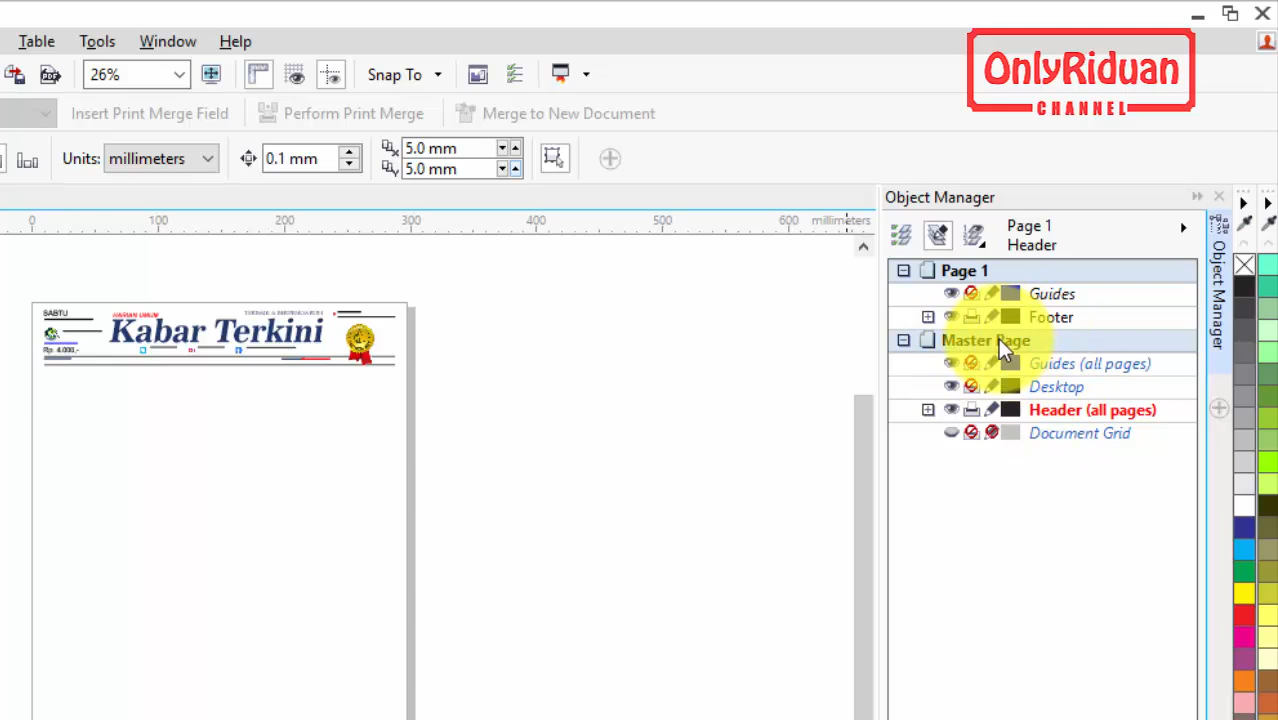 Table Tools Window Help
OnlyRiduan
CHANNEL
26%
Snap To
Insert Print Merge Field Perform Print Merge Merge to New Document
Units: millimeters 0.1 mm 5.0 mm
5.0 mm
Object Manager
0 100 200 300 400 500 600 millimeters
Page 1
Header
Object Manager
Page 1
Guides
Footer
Master Page
Guides (all pages)
Desktop
Header (all pages)
Document Grid
SABTU
HARIAN UMUM
Kabar Terkini
Rp. 4.000,-